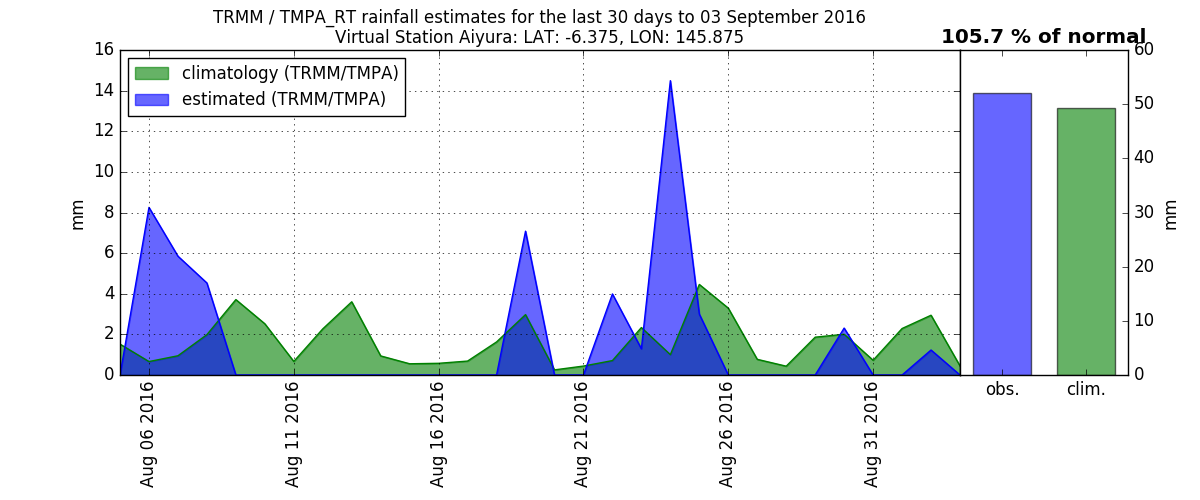 TRMM / TMPA_RT rainfall estimates for the last 30 days to 03 September 2016
Virtual Station Aiyura: LAT: -6.375, LON: 145.875
105.7 % of normal
climatology (TRMM/TMPA)
estimated (TRMM/TMPA)
mm
16
14
12
10
8
6
4
2
0
Aug 06 2016
Aug 11 2016
Aug 16 2016
Aug 21 2016
Aug 26 2016
Aug 31 2016
obs.
clim.
60
50
40
30
20
10
0
mm